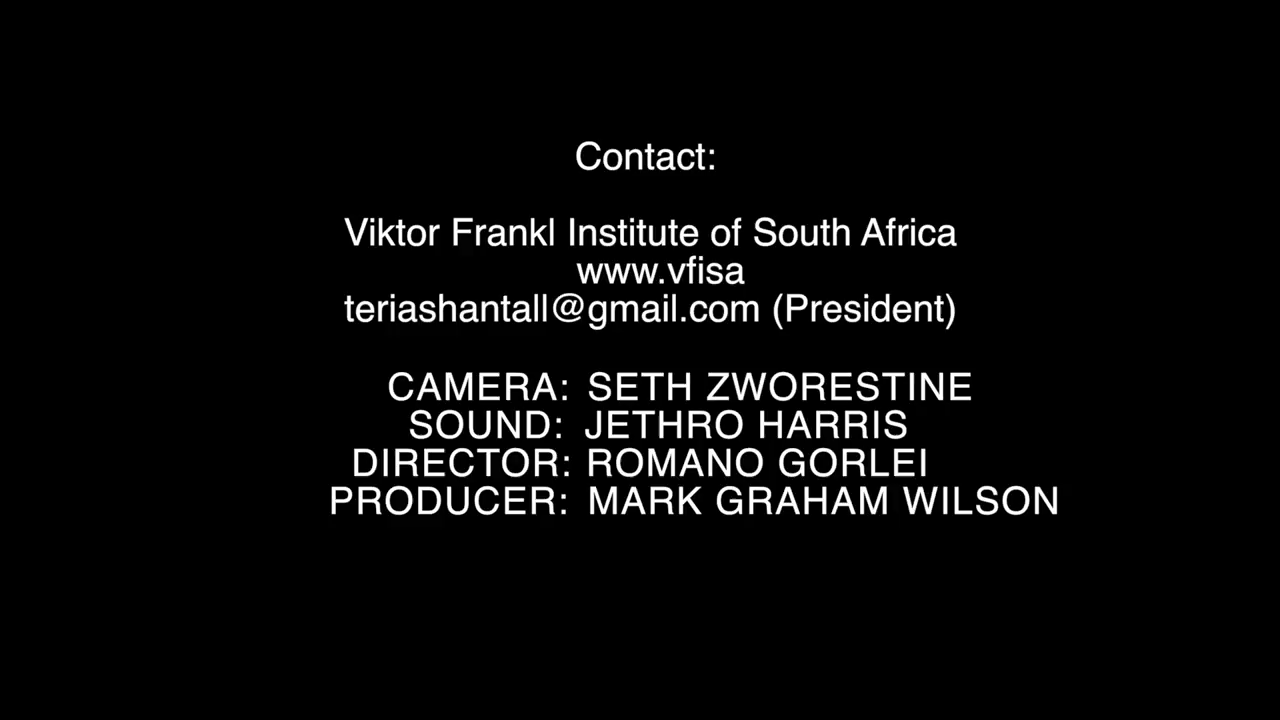 Contact:
Viktor Frankl Institute of South Africa
www.vfisa
teriashantall@gmail.com (President)
CAMERA: SETH ZWORESTINE
SOUND: JETHRO HARRIS
DIRECTOR: ROMANO GORLEI
PRODUCER: MARK GRAHAM WILSON